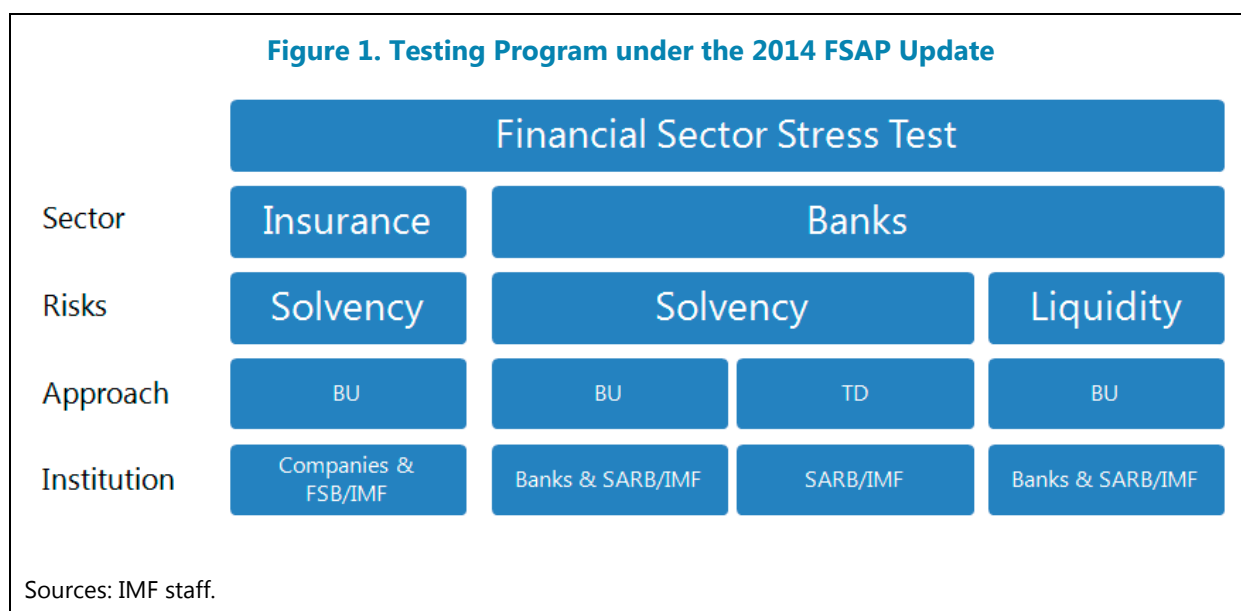 Figure 1. Testing Program under the 2014 FSAP Update
Financial Sector Stress Test
Sector
Insurance
Banks
Risks
Solvency
Solvency
Liquidity
Approach
BU
BU
TD
BU
Institution
Companies &
FSB/IMF
Banks & SARB/IMF
SARB/IMF
Banks & SARB/IMF
Sources: IMF staff.